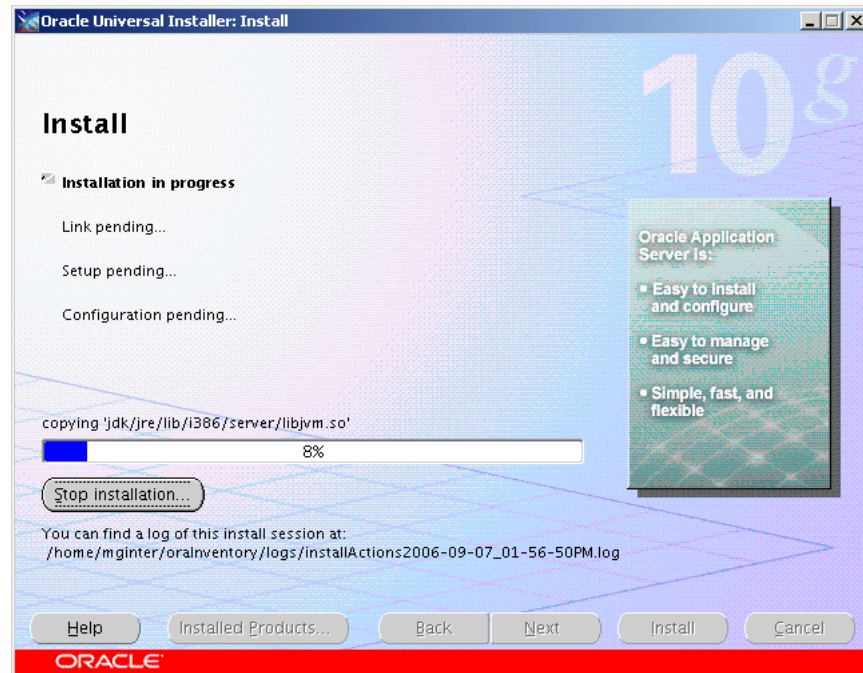 Oracle Universal Installer: Install
10g
Install
Installation in progress
Link pending...
Setup pending...
Configuration pending...
Oracle Application
Server is:
• Easy to install
and configure
• Easy to manage
and secure
• Simple, fast, and
flexible
copying 'jdk/jre/lib/i386/server/libjvm.so'
8%
Stop installation...
You can find a log of this install session at:
/home/mginter/oraInventory/logs/installActions2006-09-07_01-56-50PM.log
Help Installed Products... Back Next Install Cancel
ORACLE